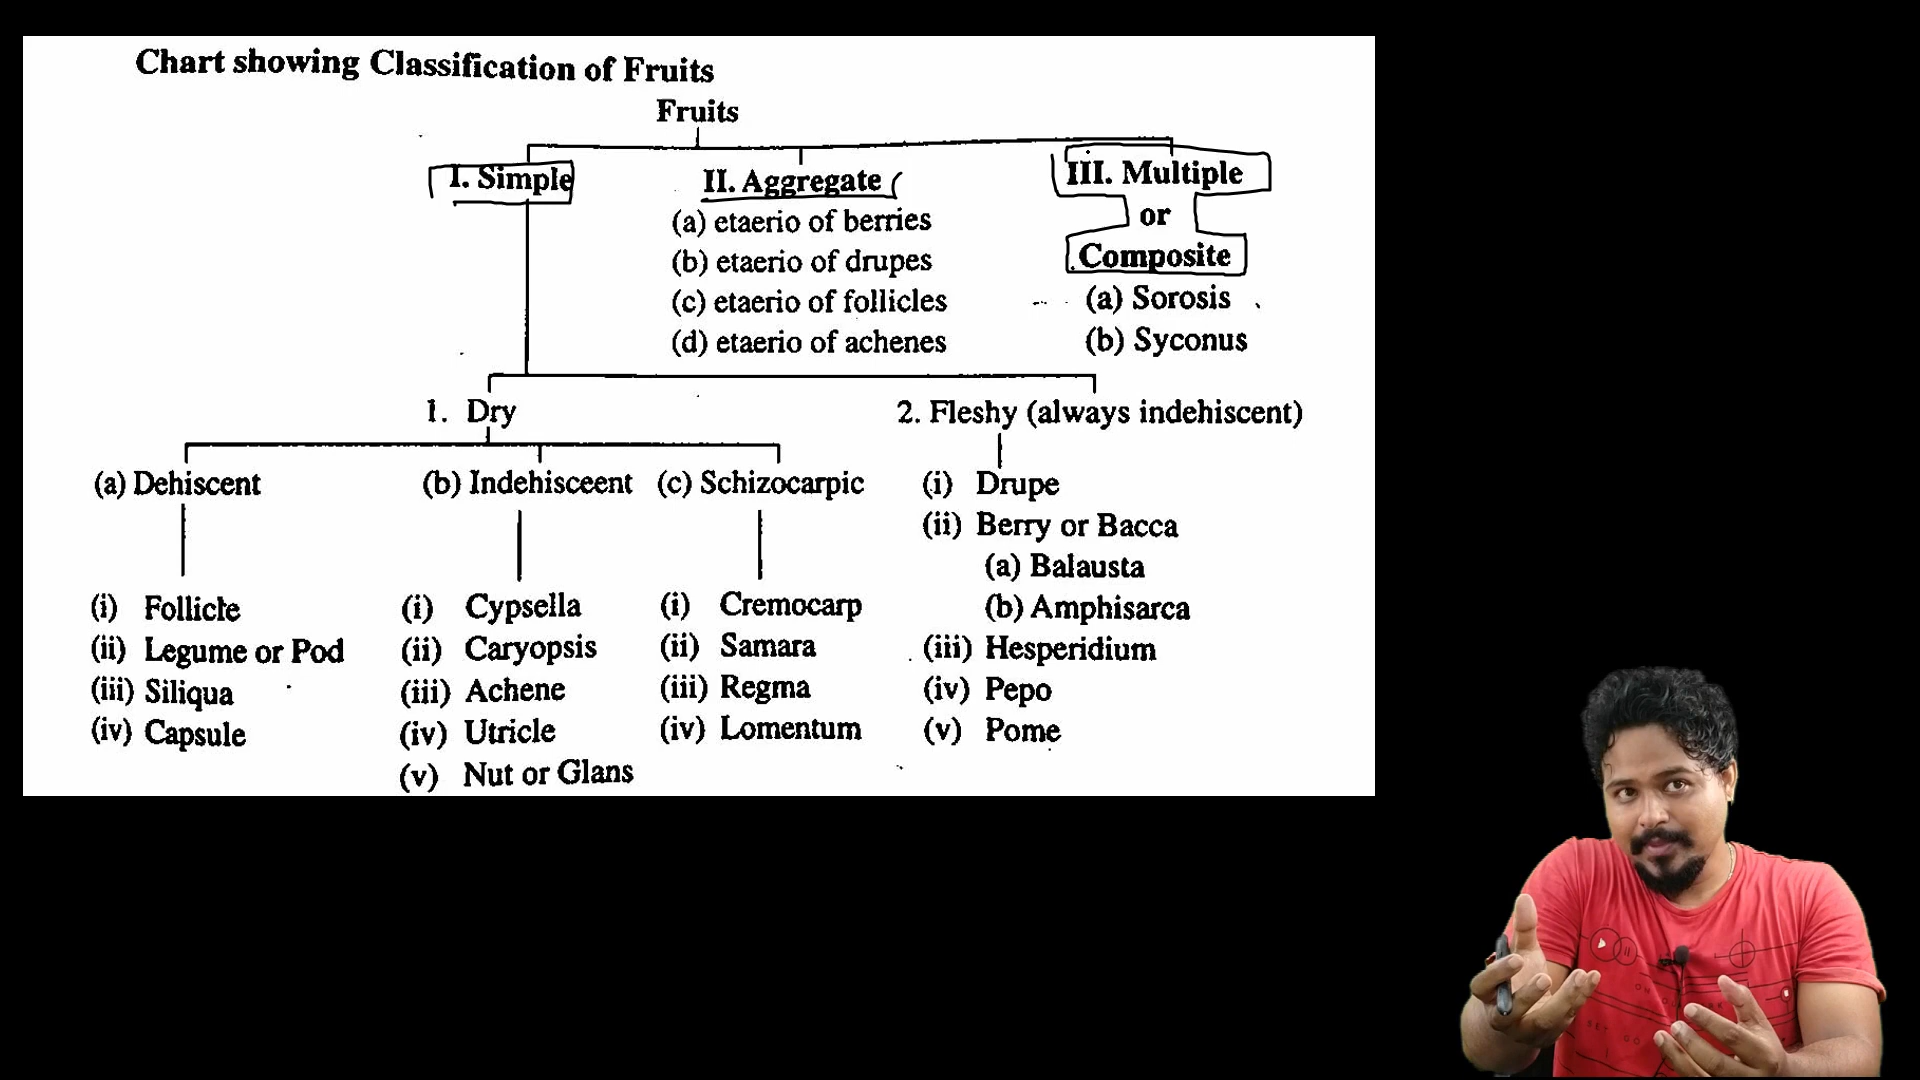 Chart showing Classification of Fruits
Fruits
I. Simple
II. Aggregate
(a) etaerio of berries
(b) etaerio of drupes
(c) etaerio of follicles
(d) etaerio of achenes
III. Multiple
or
Composite
(a) Sorosis
(b) Syconus
1. Dry
2. Fleshy (always indehiscent)
(a) Dehiscent
(i) Follicle
(ii) Legume or Pod
(iii) Siliqua
(iv) Capsule
(b) Indehisceent
(i) Cypsella
(ii) Caryopsis
(iii) Achene
(iv) Utricle
(v) Nut or Glans
(c) Schizocarpic
(i) Cremocarp
(ii) Samara
(iii) Regma
(iv) Lomentum
(i) Drupe
(ii) Berry or Bacca
(a) Balausta
(b) Amphisarca
(iii) Hesperidium
(iv) Pepo
(v) Pome